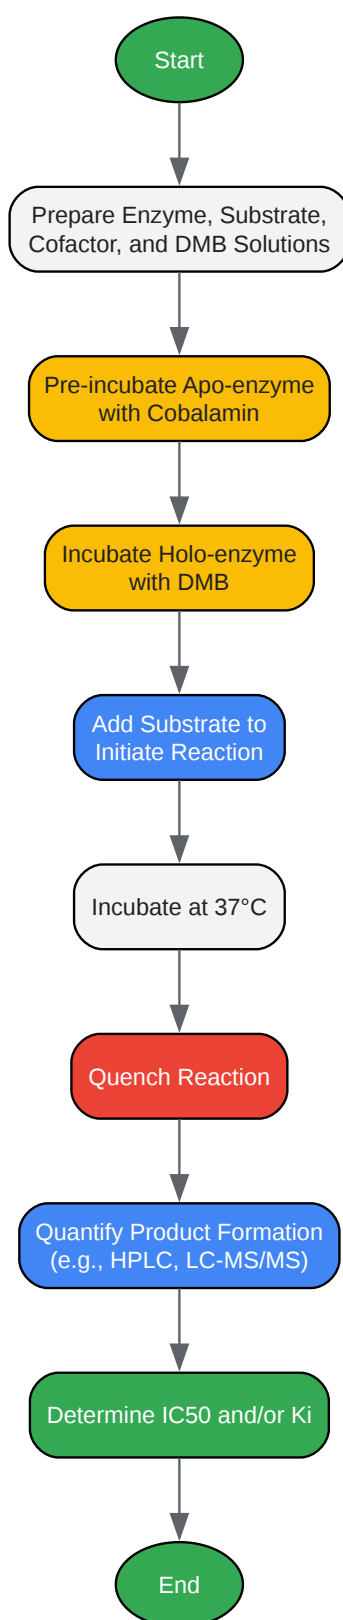 Start
Prepare Enzyme, Substrate,
Cofactor, and DMB Solutions
Pre-incubate Apo-enzyme
with Cobalamin
Incubate Holo-enzyme
with DMB
Add Substrate to
Initiate Reaction
Incubate at 37°C
Quench Reaction
Quantify Product Formation
(e.g., HPLC, LC-MS/MS)
Determine IC50 and/or Ki
End